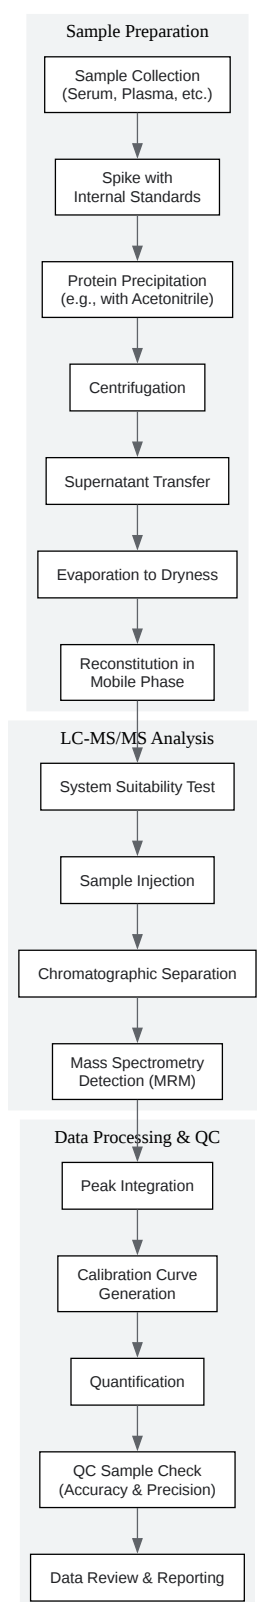 Sample Preparation
Sample Collection
(Serum, Plasma, etc.)
Spike with
Internal Standards
Protein Precipitation
(e.g., with Acetonitrile)
Centrifugation
Supernatant Transfer
Evaporation to Dryness
Reconstitution in
Mobile Phase
LC-MS/MS Analysis
System Suitability Test
Sample Injection
Chromatographic Separation
Mass Spectrometry
Detection (MRM)
Data Processing & QC
Peak Integration
Calibration Curve
Generation
Quantification
QC Sample Check
(Accuracy & Precision)
Data Review & Reporting